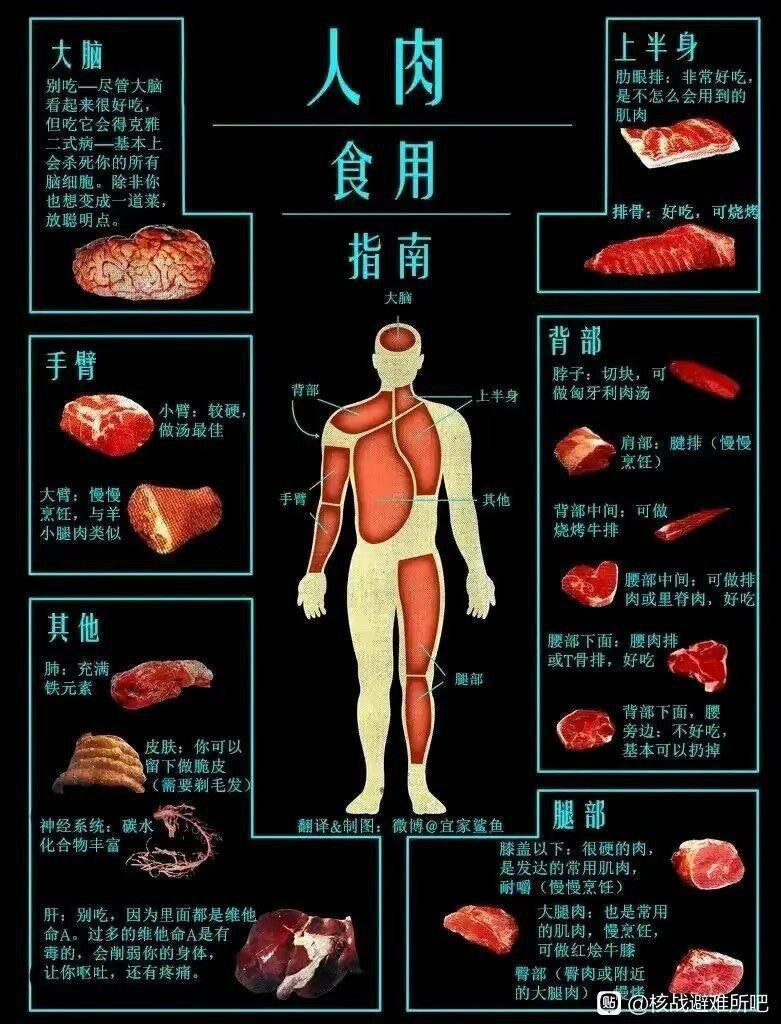 人肉
食用
指南
大脑
别吃—尽管大脑
看起来很好吃，
但吃它会得克雅
二式病—基本上
会杀死你的所有
脑细胞。除非你
也想变成一道菜，
放聪明点。
上半身
肋眼排：非常好吃，
是不怎么会用到的
肌肉
排骨：好吃，可烧烤
手臂
小臂：较硬，
做汤最佳
大臂：慢慢
烹饪，与羊
小腿肉类似
大脑
背部
上半身
手臂
其他
腿部
背部
脖子：切块，可
做匈牙利肉汤
肩部：腱排（慢慢
烹饪）
背部中间：可做
烧烤牛排
腰部中间：可做排
肉或里脊肉，好吃
腰部下面：腰肉排
或T骨排，好吃
背部下面，腰
旁边：不好吃，
基本可以扔掉
其他
肺：充满
铁元素
皮肤：你可以
留下做脆皮
（需要剃毛发）
神经系统：碳水
化合物丰富
肝：别吃，因为里面都是维他
命A。过多的维他命A是有
毒的，会削弱你的身体，
让你呕吐，还有疼痛。
翻译&制图：微博@宜家鲨鱼
腿部
膝盖以下：很硬的肉，
是发达的常用肌肉，
耐嚼（慢慢烹饪）
大腿肉：也是常用
的肌肉，慢烹饪，
可做红烩牛膝
臀部（臀肉或附近
的大腿肉）
慢烤
贴 @核战避难所吧